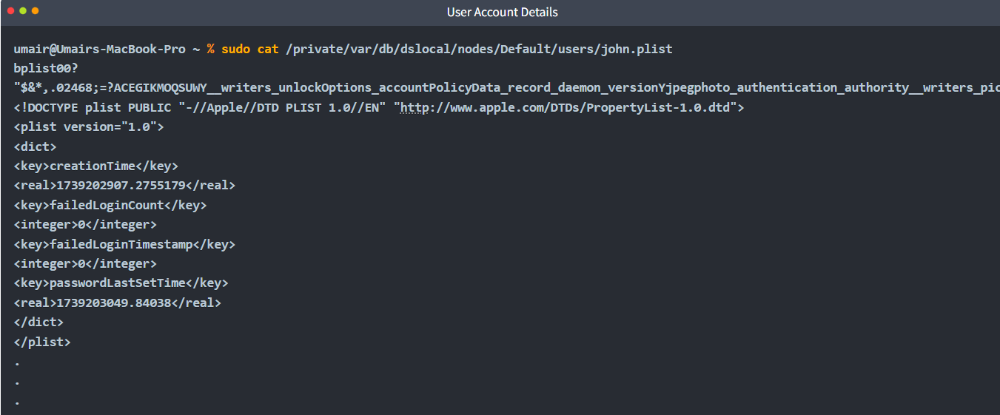 User Account Details
umair@Umairs-MacBook-Pro ~ % sudo cat /private/var/db/dslocal/nodes/Default/users/john.plist
bplist00?
"$&*,.02468;=?ACEGIKMOQSUWY__writers_unlockOptions_accountPolicyData_record_daemon_versionYjpegphoto_authentication_authority__writers_pic
<!DOCTYPE plist PUBLIC "-//Apple//DTD PLIST 1.0//EN" "http://www.apple.com/DTDs/PropertyList-1.0.dtd">
<plist version="1.0">
<dict>
<key>creationTime</key>
<real>1739202907.2755179</real>
<key>failedLoginCount</key>
<integer>0</integer>
<key>failedLoginTimestamp</key>
<integer>0</integer>
<key>passwordLastSetTime</key>
<real>1739203049.84038</real>
</dict>
</plist>
.
.
.